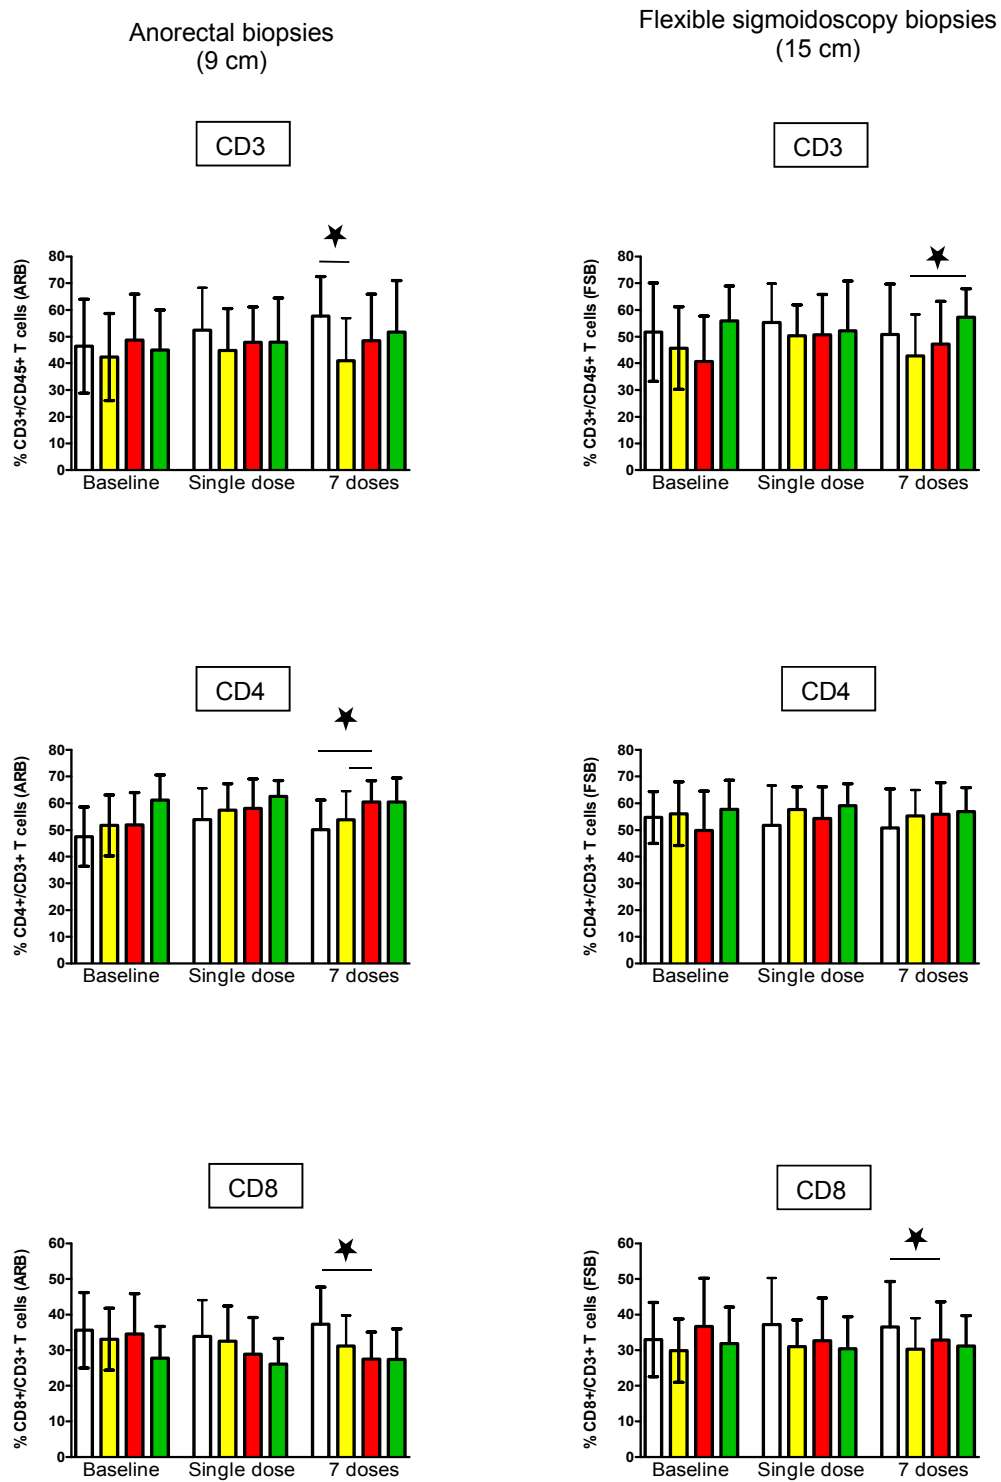 Anorectal biopsies
(9 cm)
Flexible sigmoidoscopy biopsies
(15 cm)
CD3
CD3
% CD3+/CD45+ T cells (ARB)
80
70
60
50
40
30
20
10
0
Baseline Single dose 7 doses
% CD3+/CD45+ T cells (FSB)
80
70
60
50
40
30
20
10
0
Baseline Single dose 7 doses
CD4
CD4
% CD4+/CD3+ T cells (ARB)
80
70
60
50
40
30
20
10
0
Baseline Single dose 7 doses
% CD4+/CD3+ T cells (FSB)
80
70
60
50
40
30
20
10
0
Baseline Single dose 7 doses
CD8
CD8
% CD8+/CD3+ T cells (ARB)
60
50
40
30
20
10
0
Baseline Single dose 7 doses
% CD8+/CD3+ T cells (FSB)
60
50
40
30
20
10
0
Baseline Single dose 7 doses